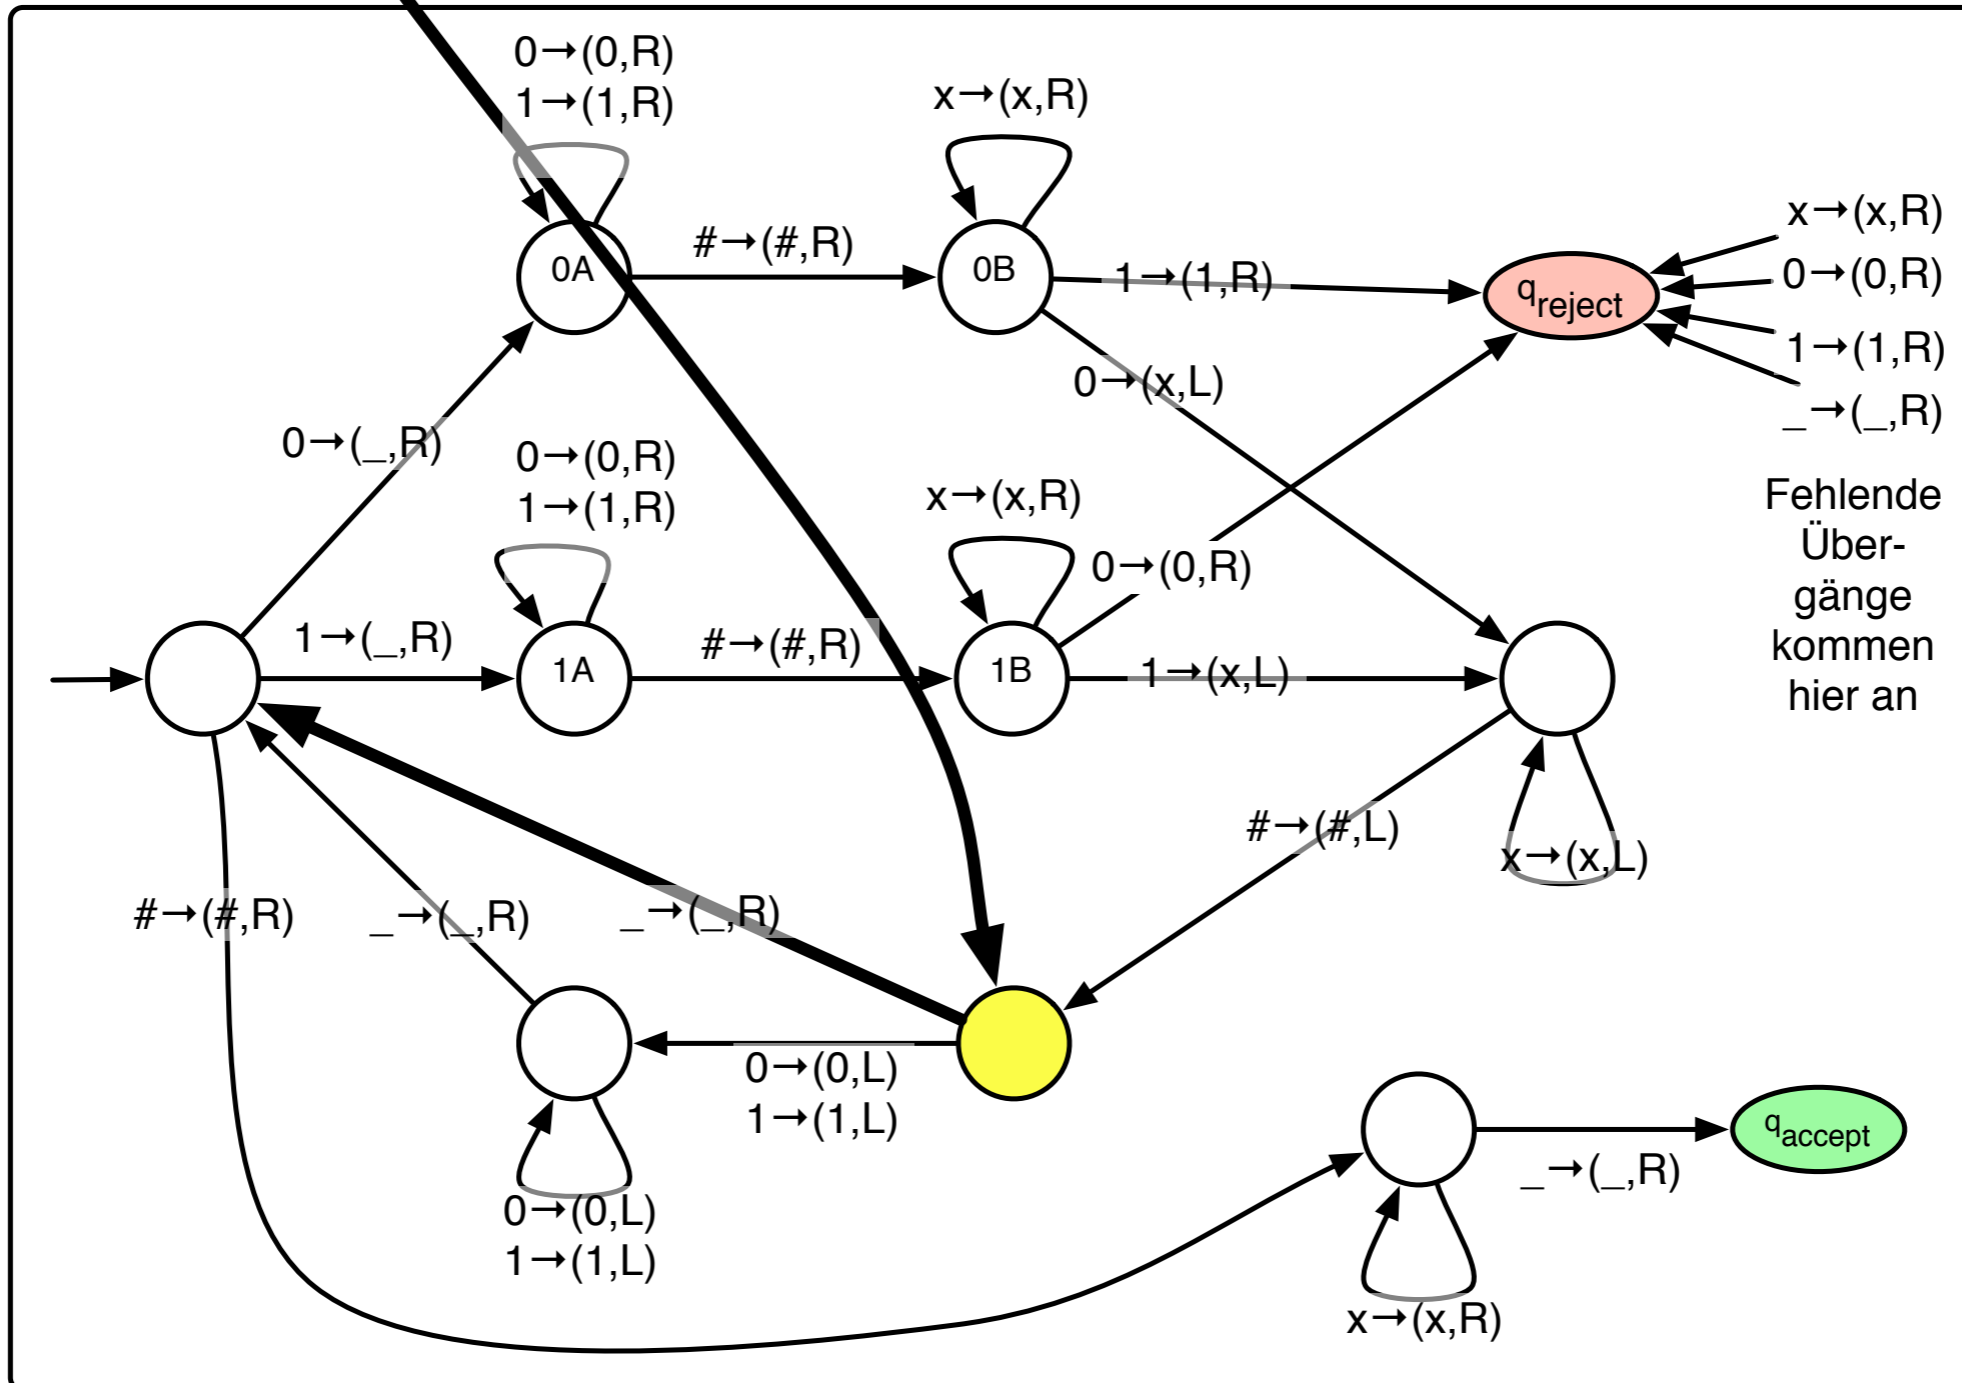 0→(0,R)
1→(1,R)
x→(x,R)
0A
#→(#,R)
0B
1→(1,R)
qreject
x→(x,R)
0→(0,R)
1→(1,R)
_→(_,R)
0→(x,L)
0→(_,R)
0→(0,R)
1→(1,R)
x→(x,R)
0→(0,R)
Fehlende
Über-
gänge
kommen
hier an
1→(_,R)
1A
#→(#,R)
1B
1→(x,L)
#→(#,L)
x→(x,L)
#→(#,R)
_→(_,R)
_→(_,R)
0→(0,L)
1→(1,L)
qaccept
_→(_,R)
0→(0,L)
1→(1,L)
x→(x,R)